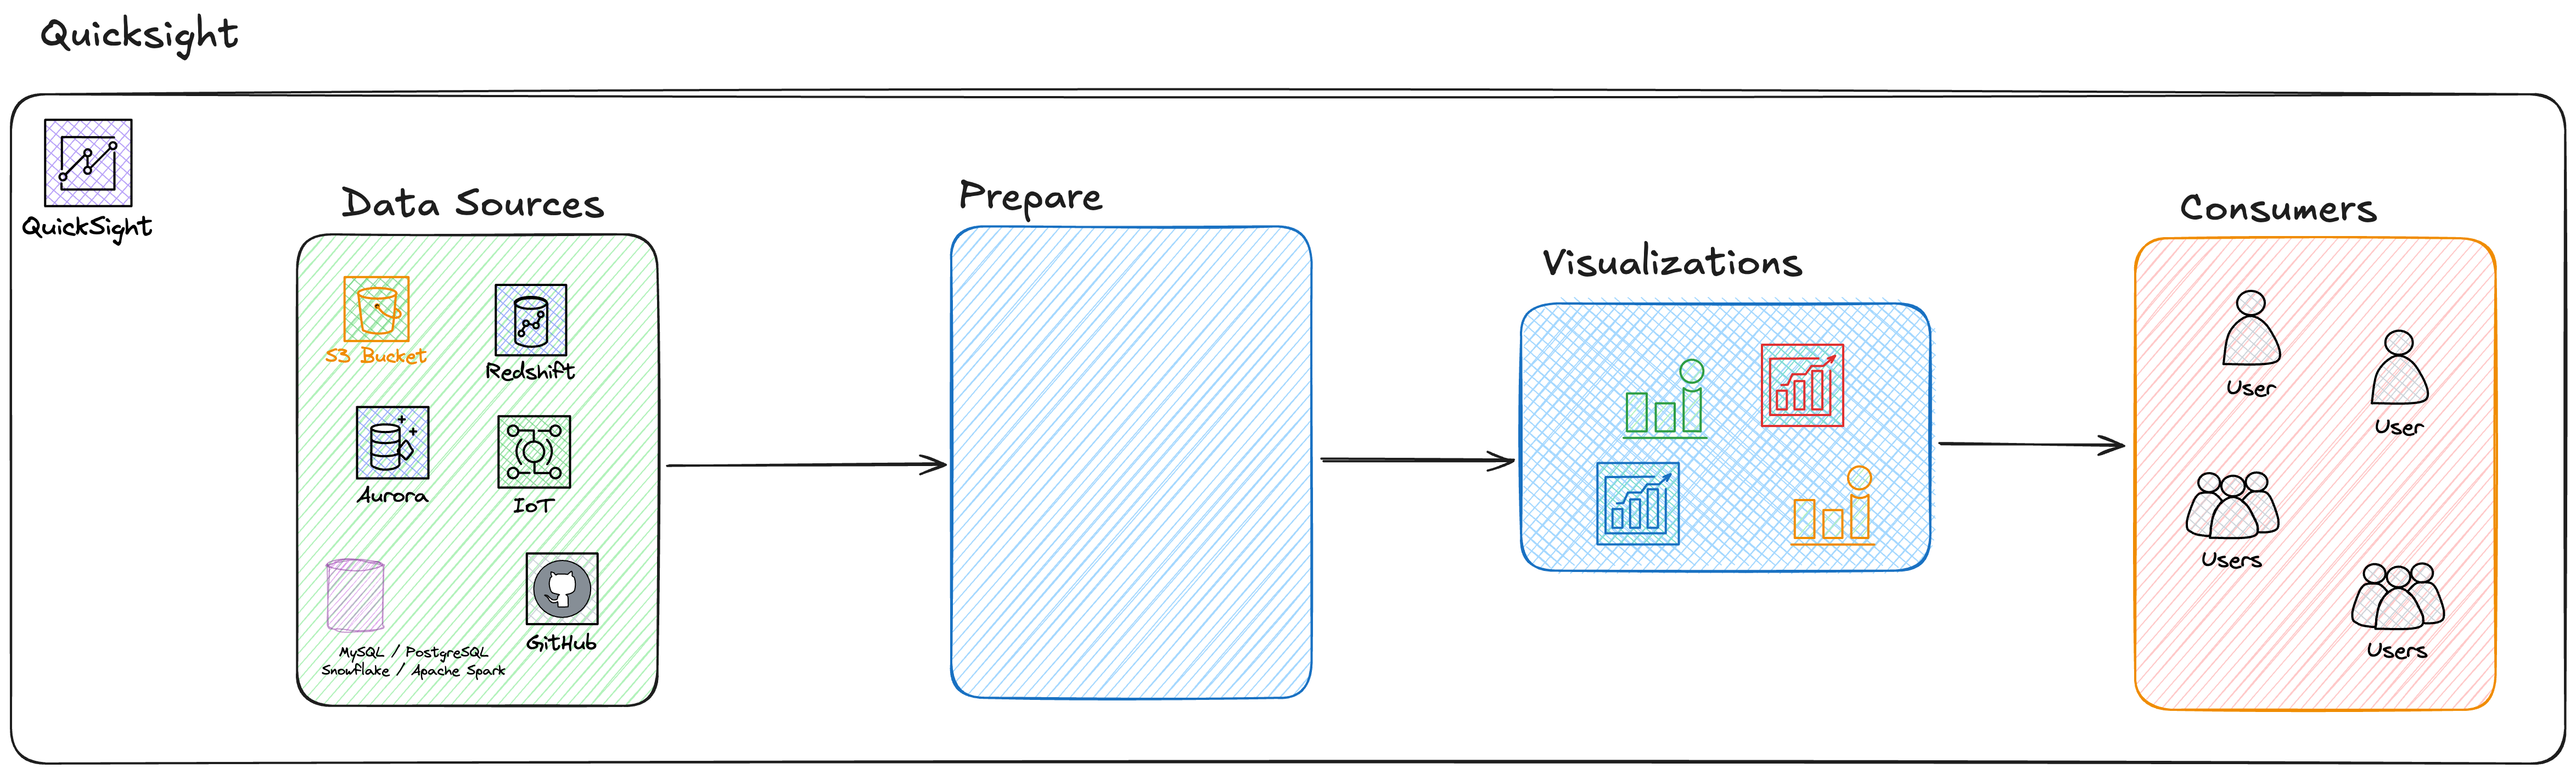 Quicksight
QuickSight
Data Sources
S3 Bucket
Redshift
Aurora
IoT
MySQL / PostgreSQL
Snowflake / Apache Spark
GitHub
Prepare
Visualizations
Consumers
User
User
Users
Users